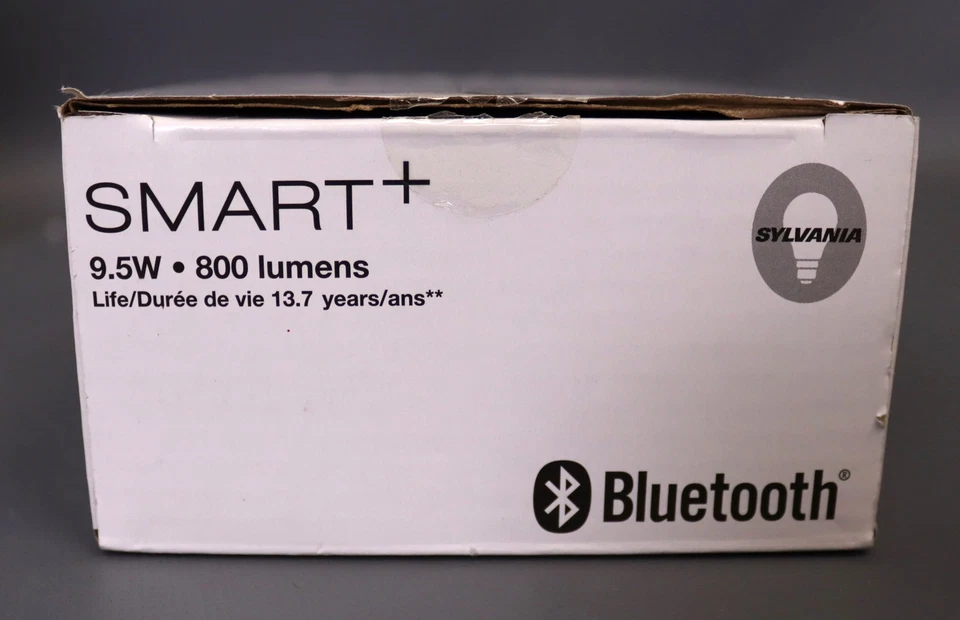 SMART+
9.5W • 800 lumens
Life/Durée de vie 13.7 years/ans**
SYLVANIA
Bluetooth®